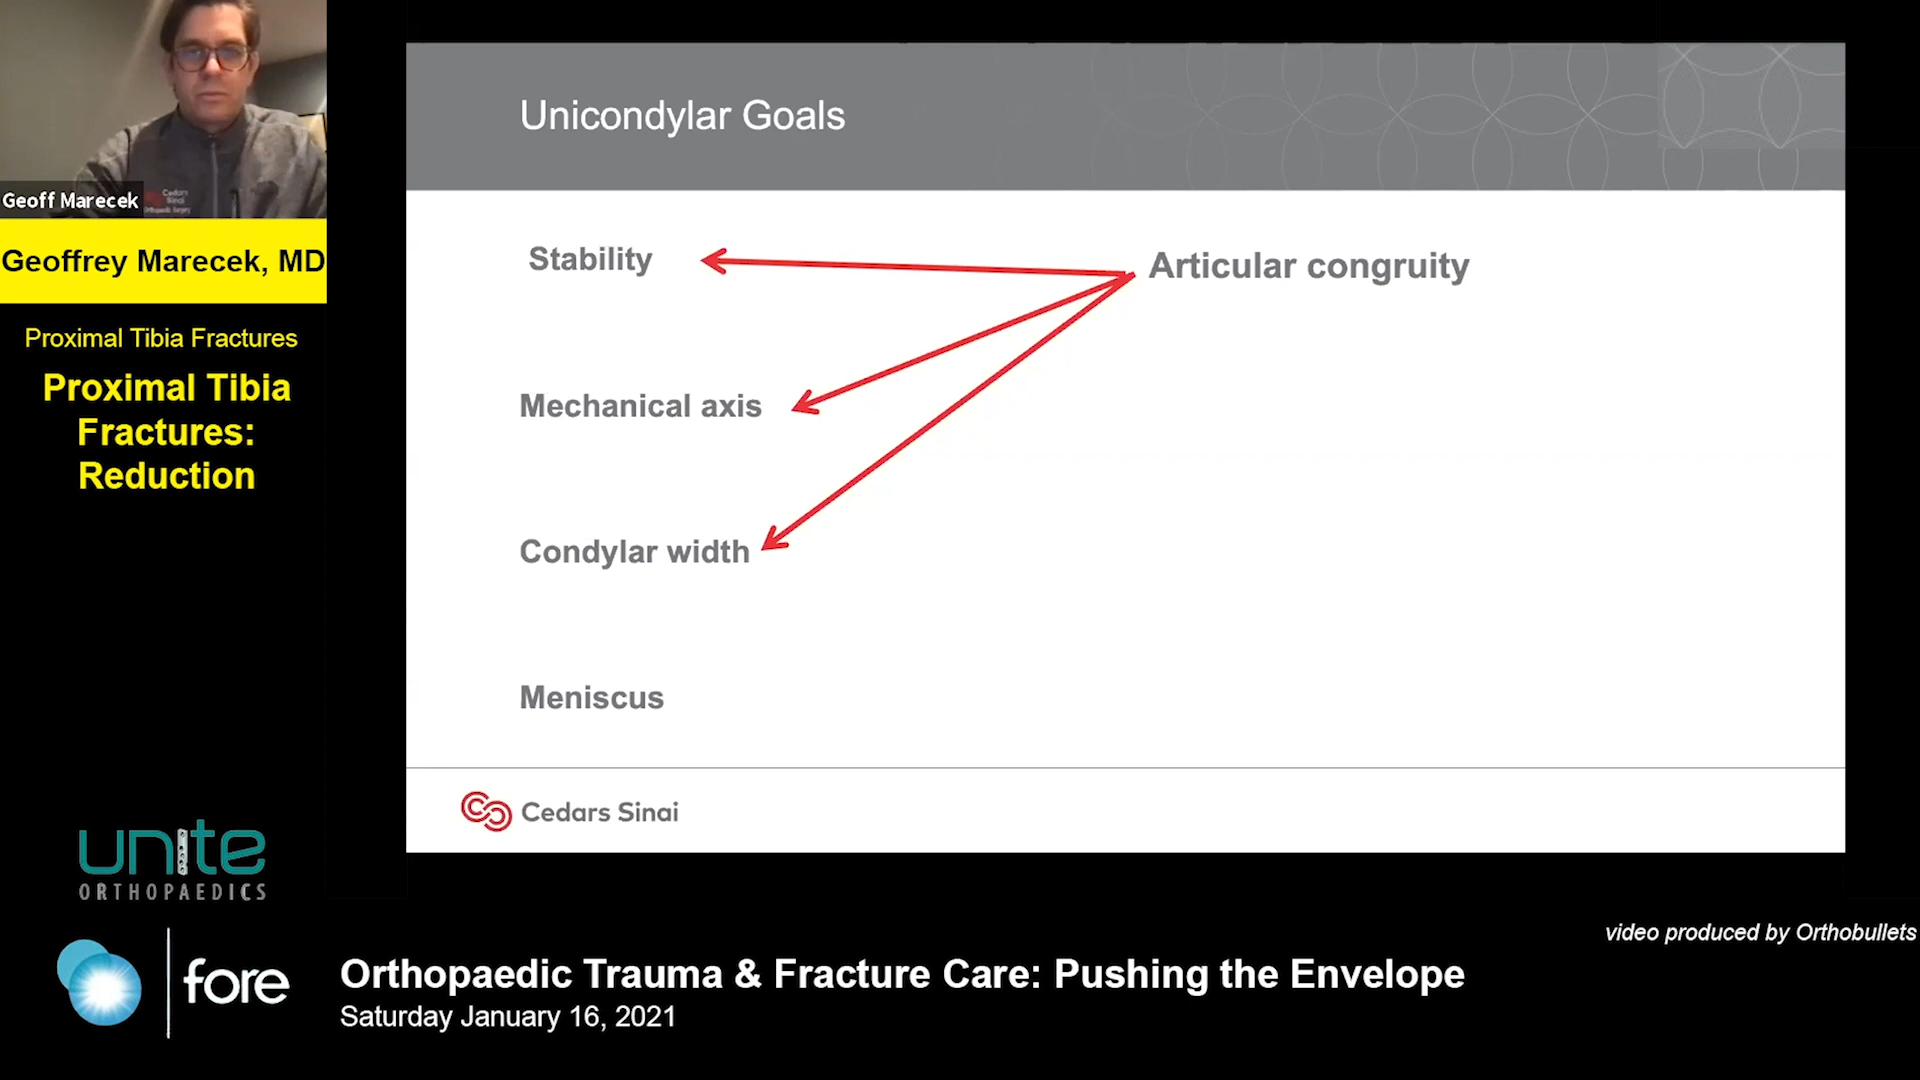 Geoff Marecek
Cedars
Sinai
Geoffrey Marecek, MD
Proximal Tibia Fractures
Proximal Tibia
Fractures:
Reduction
Unicondylar Goals
Stability
Articular congruity
Mechanical axis
Condylar width
Meniscus
Cedars Sinai
unite
ORTHOPAEDICS
fore
video produced by Orthobullets
Orthopaedic Trauma & Fracture Care: Pushing the Envelope
Saturday January 16, 2021